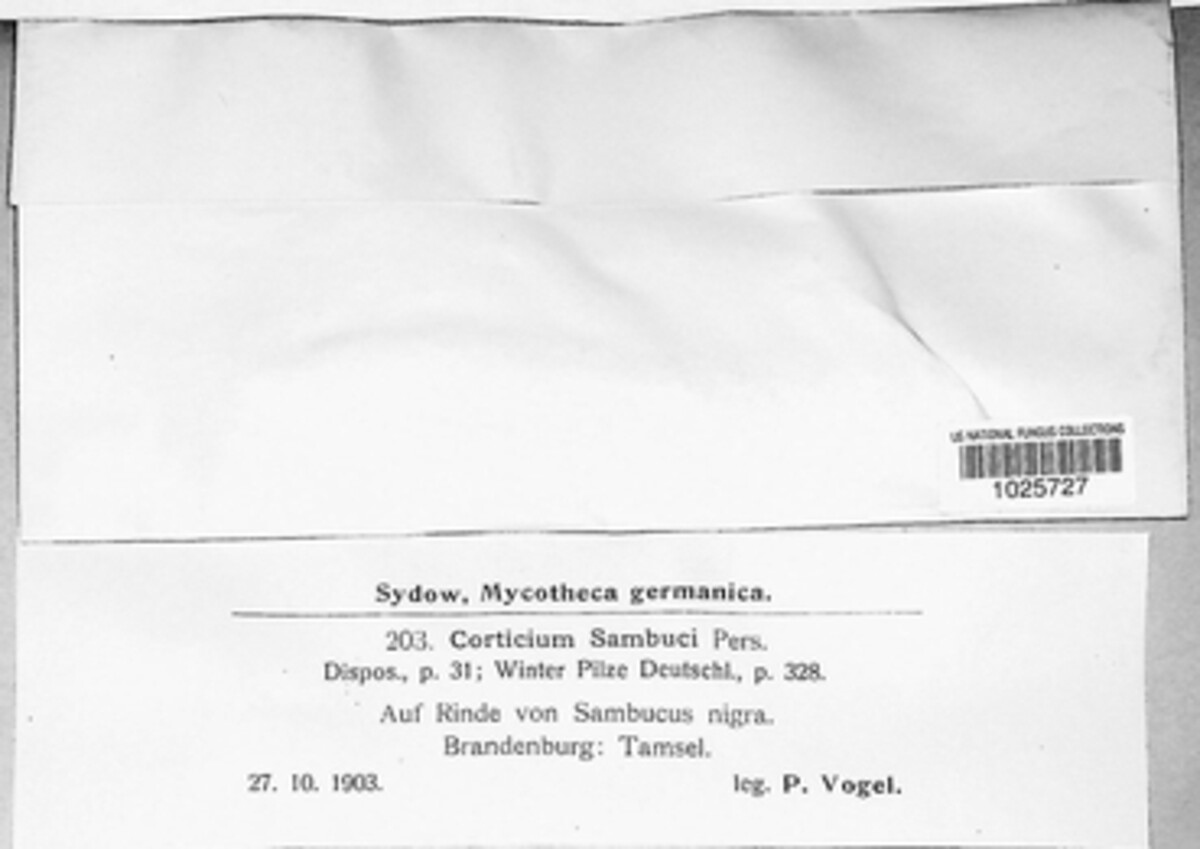 US NATIONAL FUNGUS COLLECTIONS
1025727
Sydow, Mycotheca germanica.
203. Corticium Sambuci Pers.
Dispos., p. 31; Winter Pilze Deutschl., p. 328.
Auf Rinde von Sambucus nigra.
Brandenburg: Tamsel.
27. 10. 1903. leg. P. Vogel.